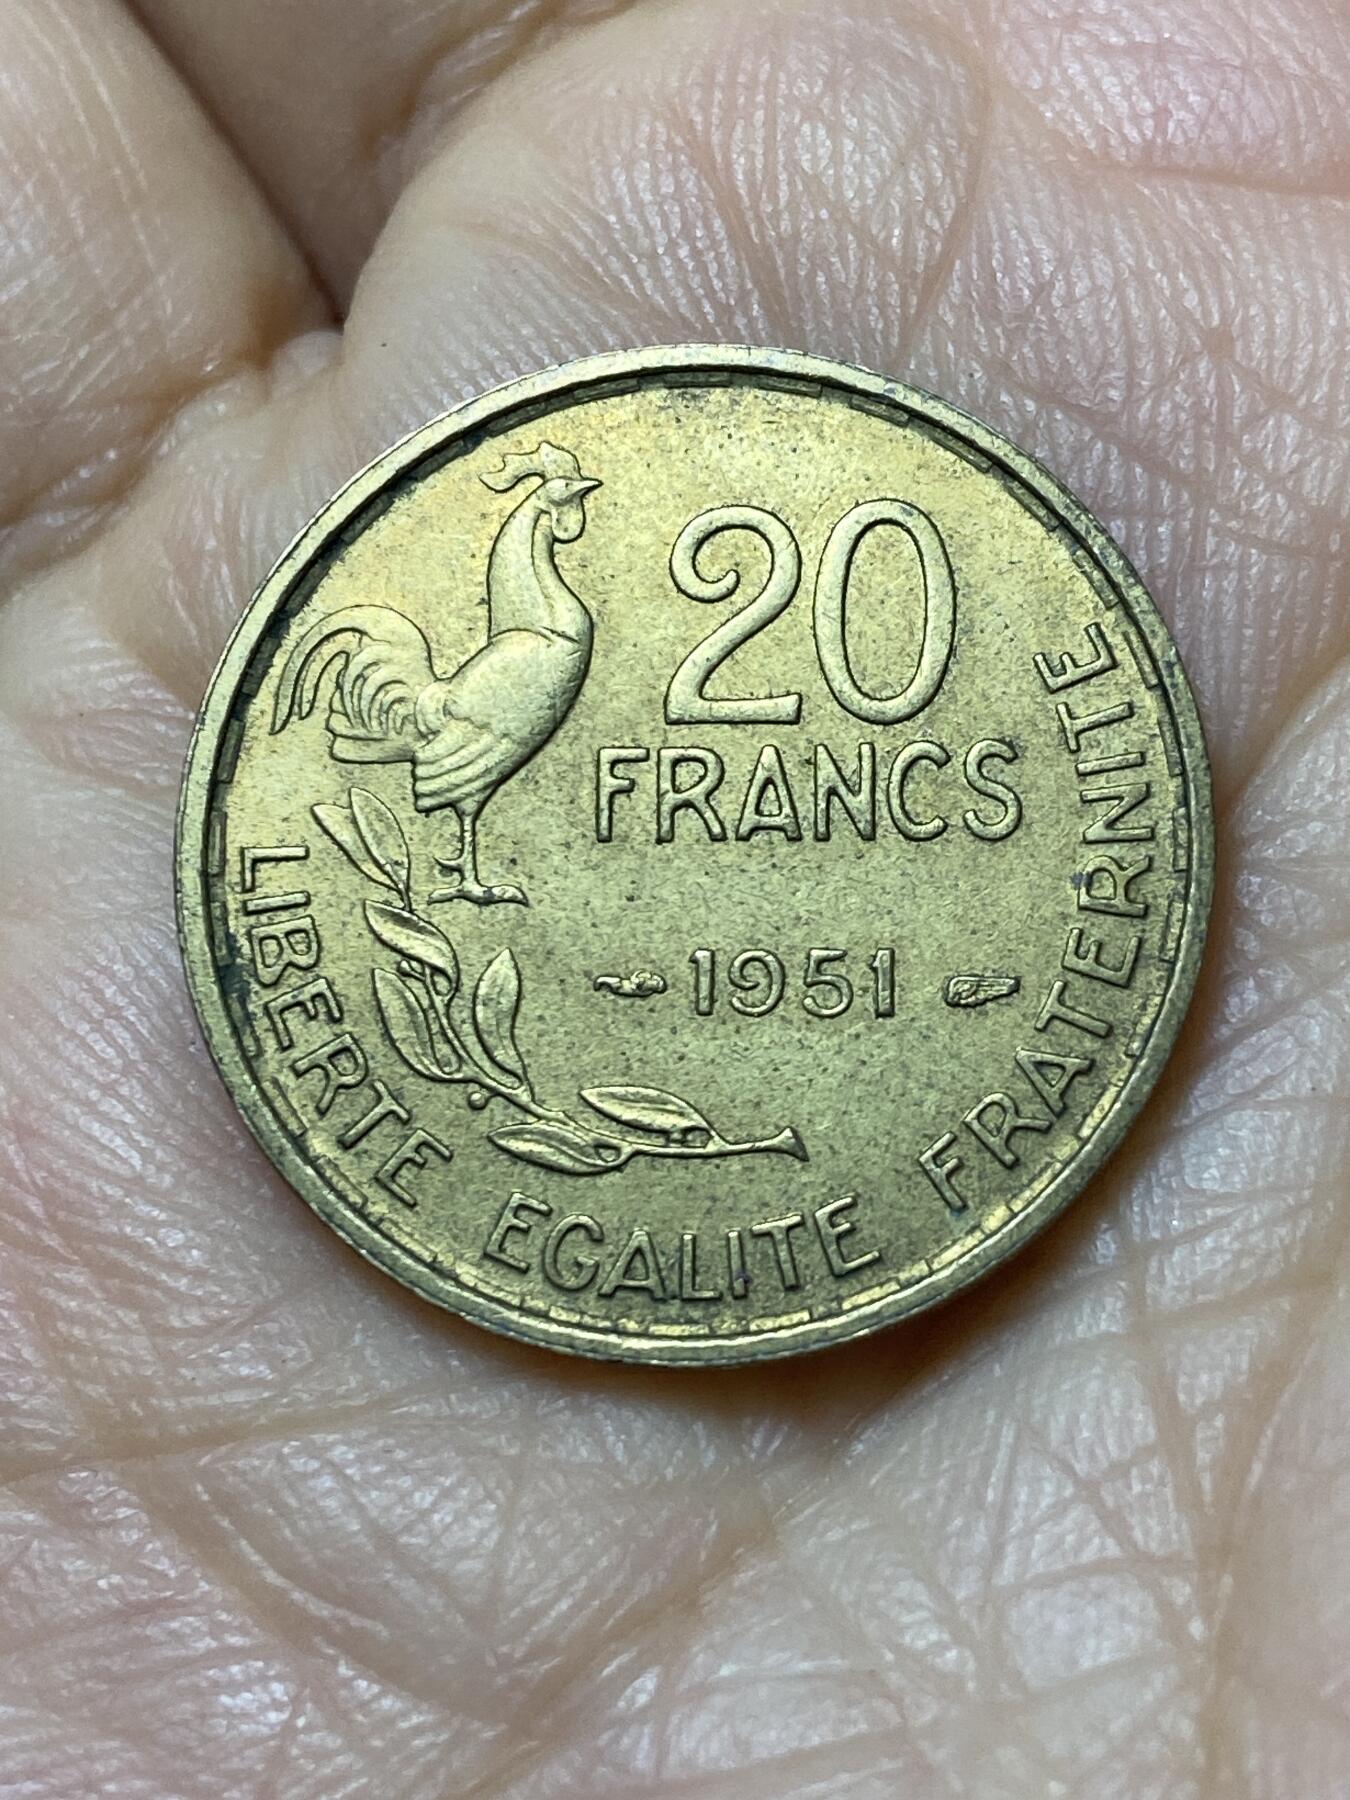 20
FRANCS
1951
LIBERTE EGALITE FRATERNITE